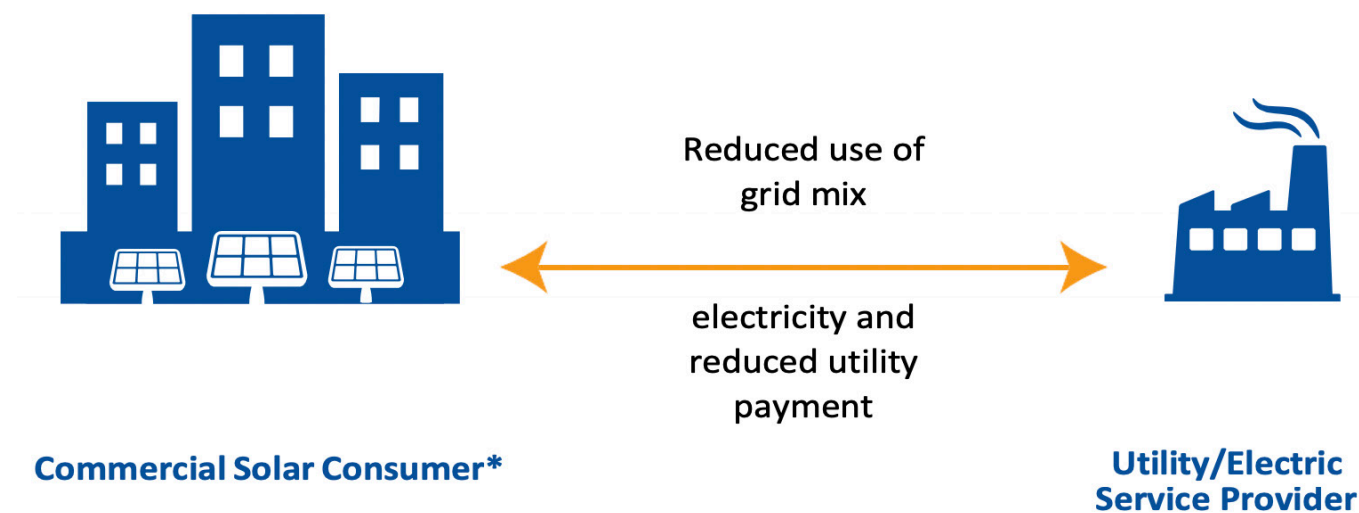 Reduced use of
grid mix
electricity and
reduced utility
payment
Commercial Solar Consumer*
Utility/Electric
Service Provider